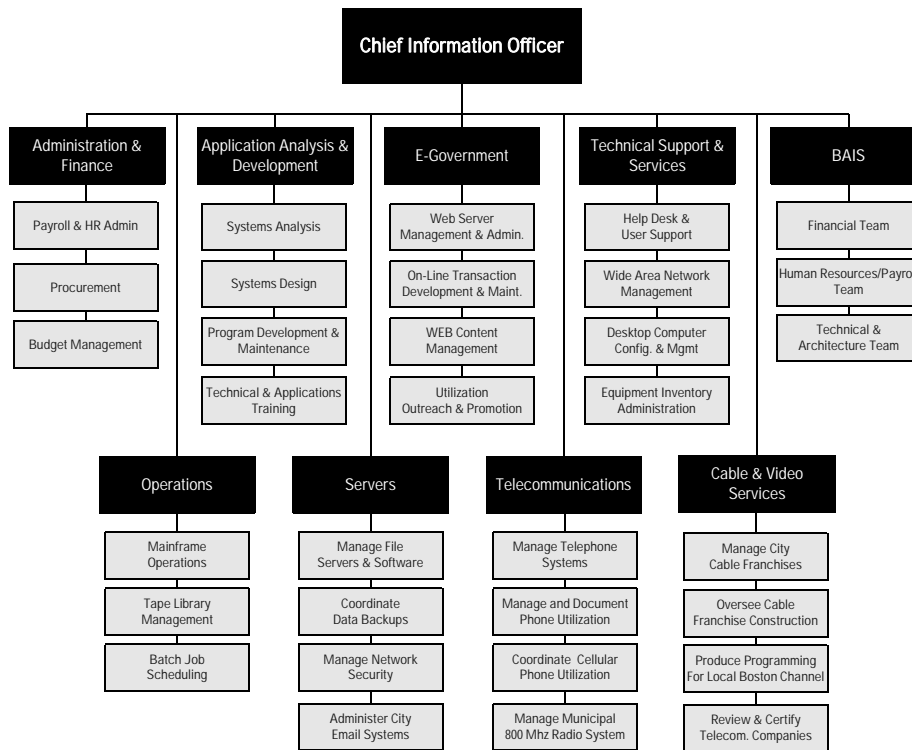 Chief Information Officer
Administration &
Finance
Application Analysis &
Development
E-Government
Technical Support &
Services
BAIS
Payroll & HR Admin
Procurement
Budget Management
Systems Analysis
Systems Design
Program Development &
Maintenance
Technical & Applications
Training
Web Server
Management & Admin.
On-Line Transaction
Development & Maint.
WEB Content
Management
Utilization
Outreach & Promotion
Help Desk &
User Support
Wide Area Network
Management
Desktop Computer
Config. & Mgmt
Equipment Inventory
Administration
Financial Team
Human Resources/Payro
Team
Technical &
Architecture Team
Operations
Servers
Telecommunications
Cable & Video
Services
Mainframe
Operations
Tape Library
Management
Batch Job
Scheduling
Manage File
Servers & Software
Coordinate
Data Backups
Manage Network
Security
Administer City
Email Systems
Manage Telephone
Systems
Manage and Document
Phone Utilization
Coordinate Cellular
Phone Utilization
Manage Municipal
800 Mhz Radio System
Manage City
Cable Franchises
Oversee Cable
Franchise Construction
Produce Programming
For Local Boston Channel
Review & Certify
Telecom. Companies